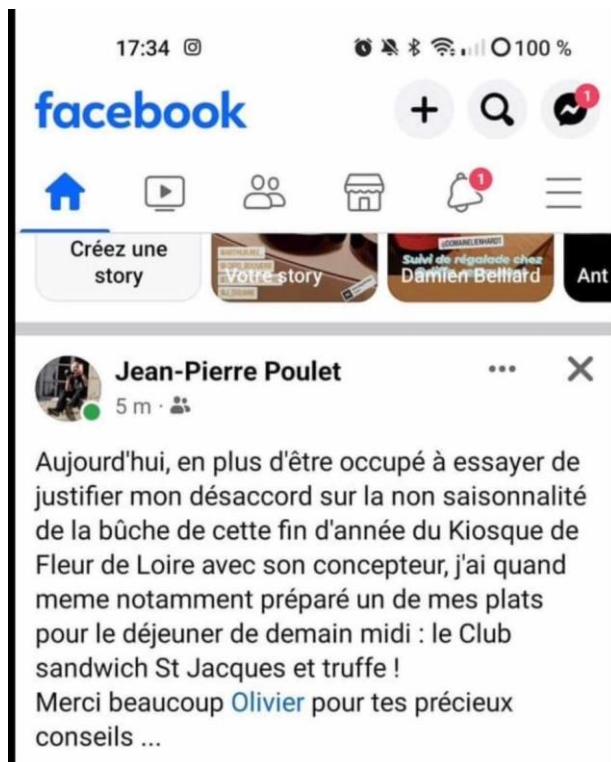 17:34
100 %
facebook
1
1
Créez une
story
Votre story
@DOMAINELIENHARDT
Suivi de régalade chez
Damien Belliard
Ant
Jean-Pierre Poulet
5 m ·
Aujourd'hui, en plus d'être occupé à essayer de
justifier mon désaccord sur la non saisonnalité
de la bûche de cette fin d'année du Kiosque de
Fleur de Loire avec son concepteur, j'ai quand
meme notamment préparé un de mes plats
pour le déjeuner de demain midi : le Club
sandwich St Jacques et truffe !
Merci beaucoup Olivier pour tes précieux
conseils ...